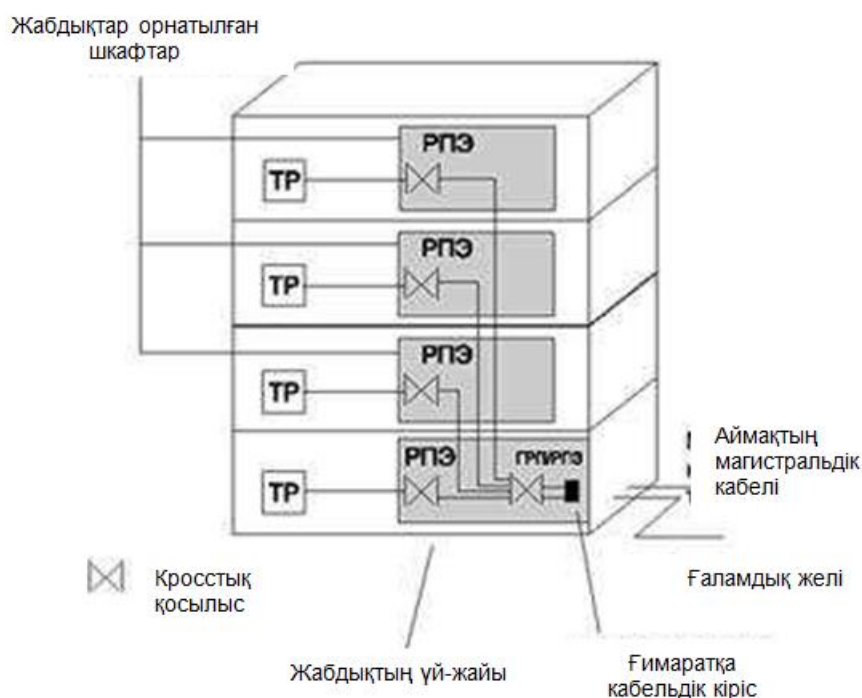 Жабдықтар орнатылған
шкафтар
РПЭ
ТР
РПЭ
ТР
РПЭ
ТР
РПЭ
ГРП/РПЭ
ТР
Аймақтың
магистральдік
кабелі
Ғаламдық желі
Кросстық
қосылыс
Жабдықтың үй-жайы
Ғимаратқа
кабельдік кіріс